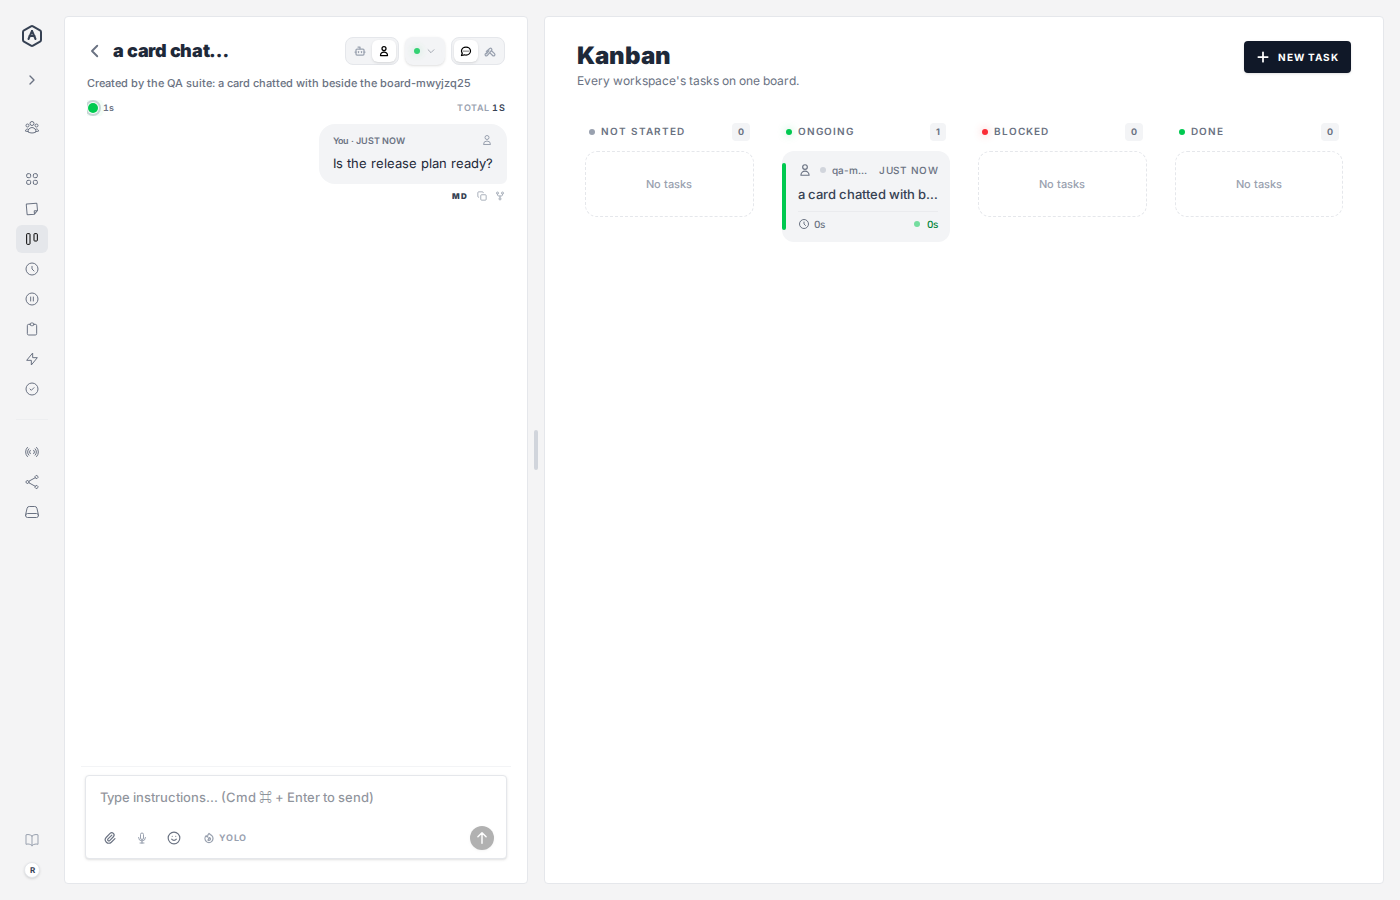 a card chat...
Created by the QA suite: a card chatted with beside the board-mwyjzq25
1s
TOTAL 1S
You · JUST NOW
Is the release plan ready?
MD
Type instructions... (Cmd ⌘ + Enter to send)
YOLO
R
Kanban
Every workspace's tasks on one board.
NEW TASK
NOT STARTED 0
No tasks
ONGOING 1
qa-m... JUST NOW
a card chatted with b...
0s 0s
BLOCKED 0
No tasks
DONE 0
No tasks